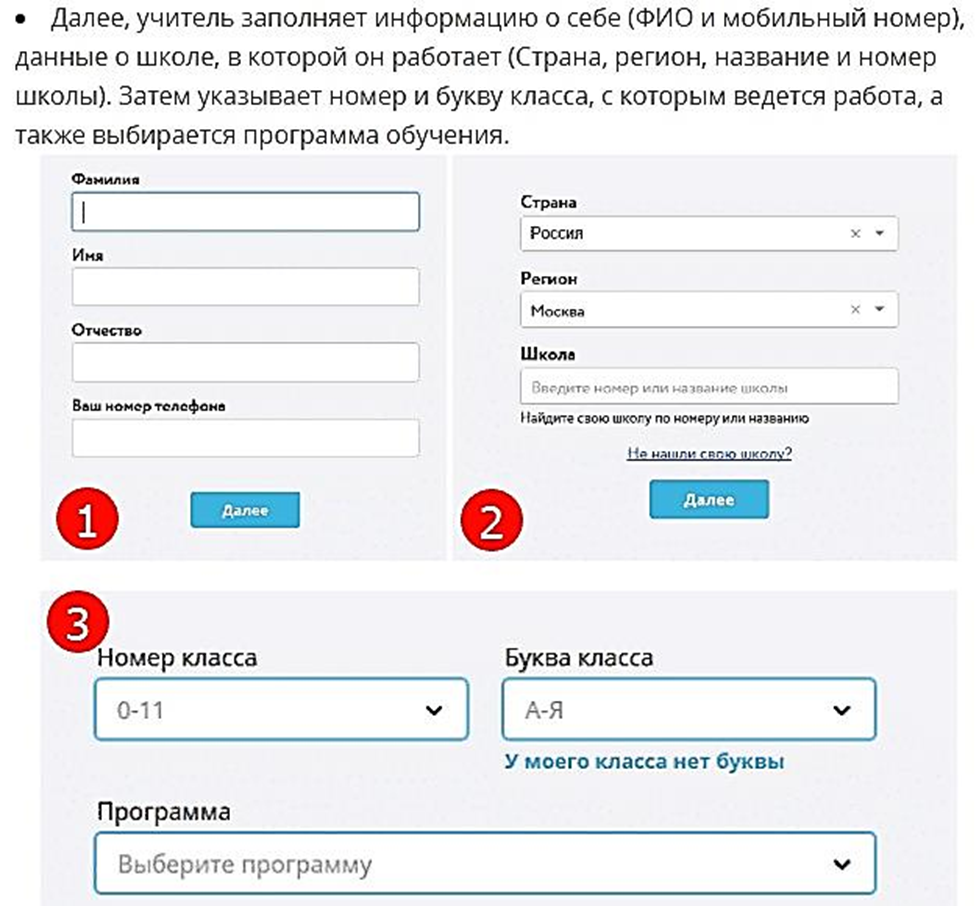 • Далее, учитель заполняет информацию о себе (ФИО и мобильный номер),
данные о школе, в которой он работает (Страна, регион, название и номер
школы). Затем указывает номер и букву класса, с которым ведется работа, а
также выбирается программа обучения.
Фамилия
Имя
Отчество
Ваш номер телефона
Далее
1
Страна
Россия
Регион
Москва
Школа
Введите номер или название школы
Найдите свою школу по номеру или названию
Не нашли свою школу?
Далее
2
3
Номер класса
0-11
Буква класса
А-Я
У моего класса нет буквы
Программа
Выберите программу